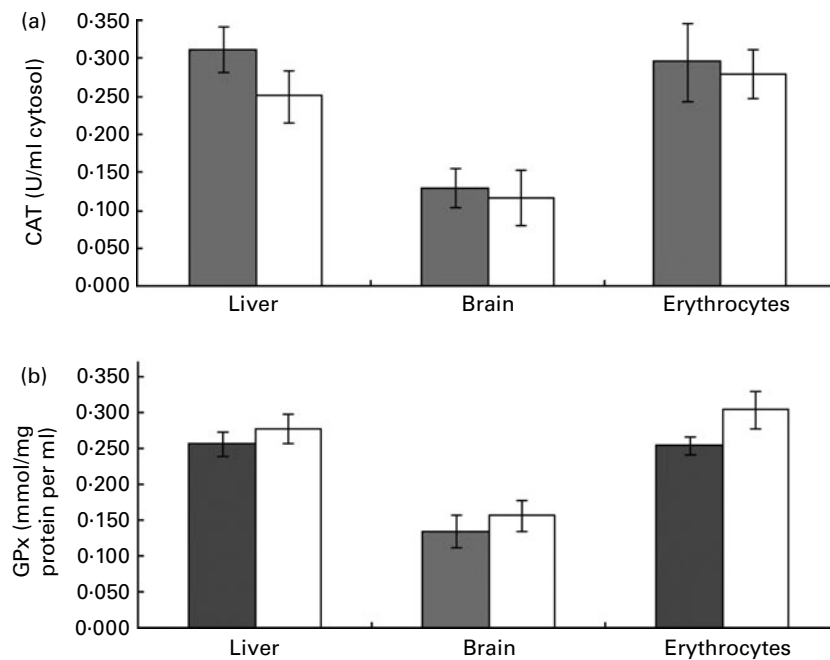 (a)
CAT (U/ml cytosol)
0·350
0·300
0·250
0·200
0·150
0·100
0·050
0·000
Liver
Brain
Erythrocytes
(b)
GPx (mmol/mg
protein per ml)
0·350
0·300
0·250
0·200
0·150
0·100
0·050
0·000
Liver
Brain
Erythrocytes